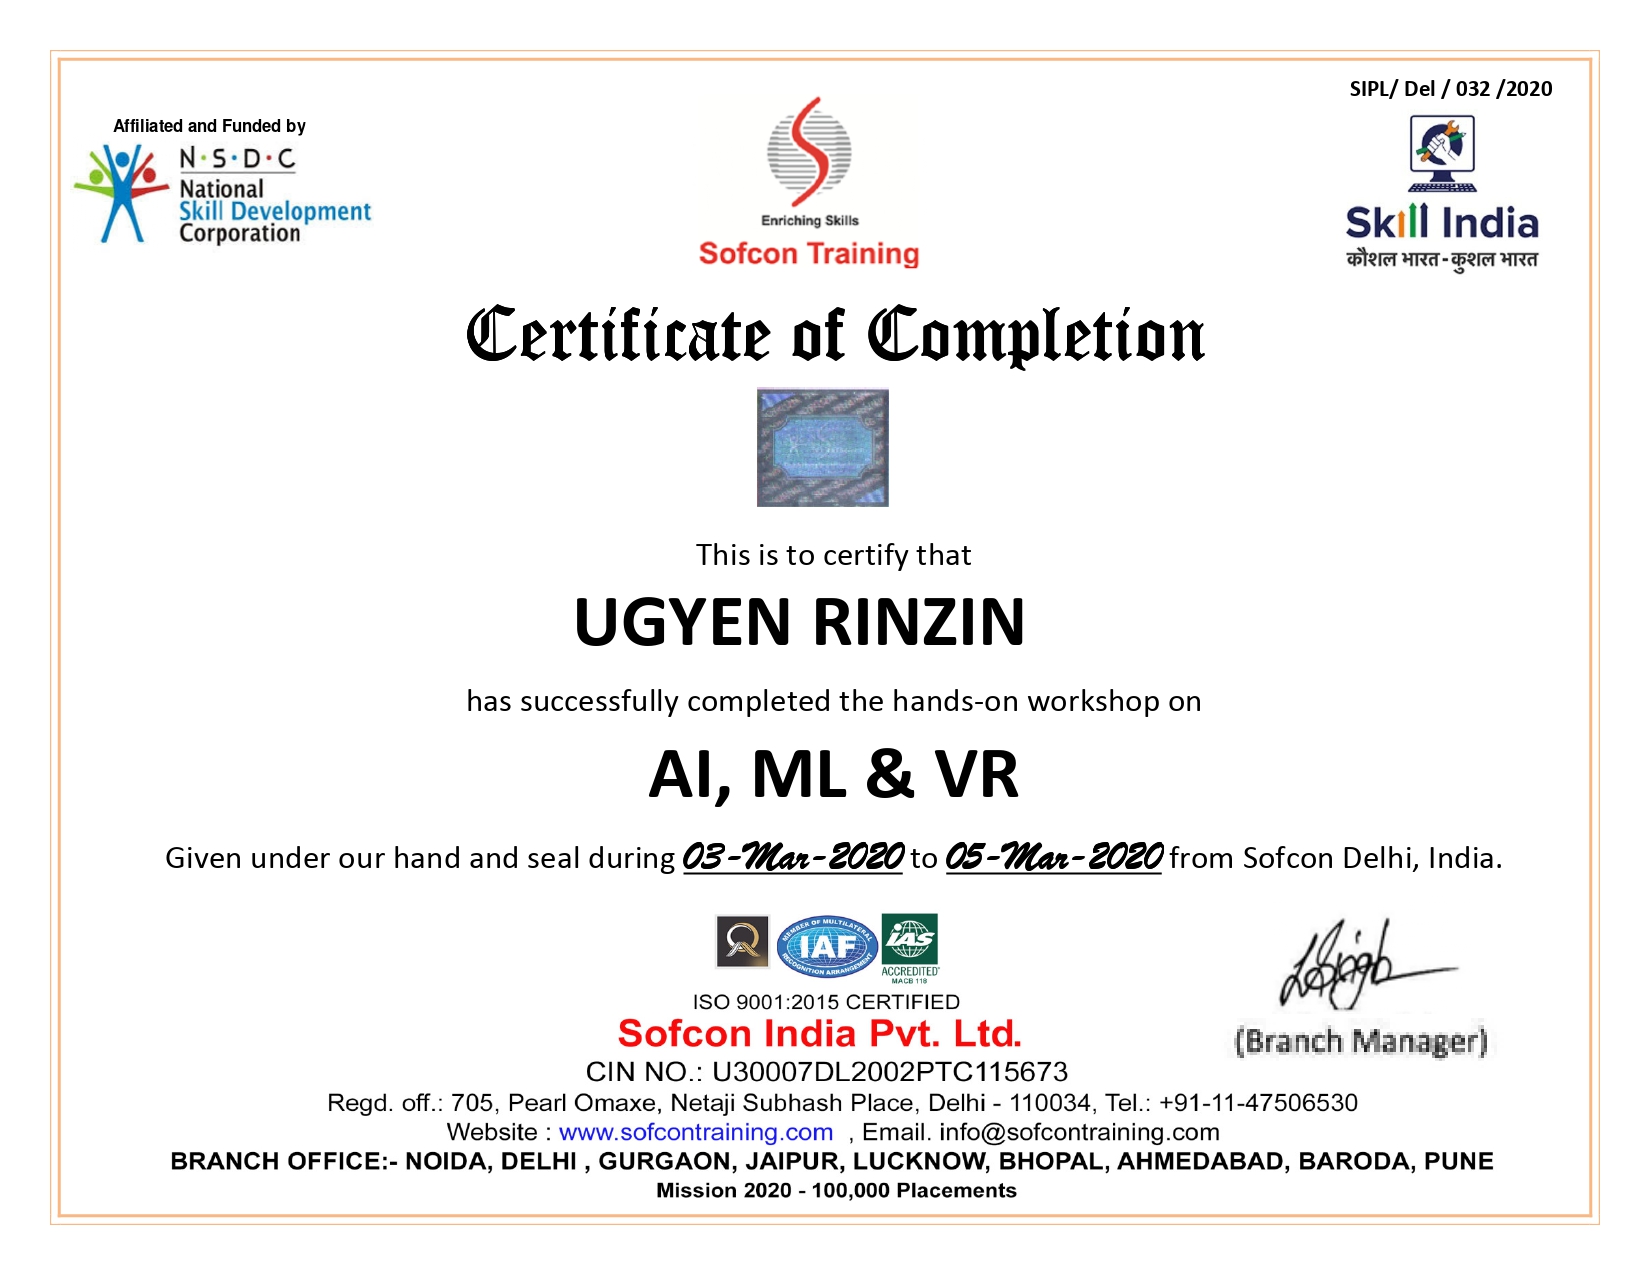 SIPL/ Del / 032 /2020
Affiliated and Funded by
N·S·D·C
National
Skill Development
Corporation
Enriching Skills
Sofcon Training
Skill India
कौशल भारत - कुशल भारत
Certificate of Completion
This is to certify that
UGYEN RINZIN
has successfully completed the hands-on workshop on
AI, ML & VR
Given under our hand and seal during 03-Mar-2020 to 05-Mar-2020 from Sofcon Delhi, India.
MEMBER OF MULTILATERAL
IAF
RECOGNITION ARRANGEMENT
IAS
ACCREDITED
MACB 118
LSingh
(Branch Manager)
ISO 9001:2015 CERTIFIED
Sofcon India Pvt. Ltd.
CIN NO.: U30007DL2002PTC115673
Regd. off.: 705, Pearl Omaxe, Netaji Subhash Place, Delhi - 110034, Tel.: +91-11-47506530
Website : www.sofcontraining.com , Email. info@sofcontraining.com
BRANCH OFFICE:- NOIDA, DELHI , GURGAON, JAIPUR, LUCKNOW, BHOPAL, AHMEDABAD, BARODA, PUNE
Mission 2020 - 100,000 Placements